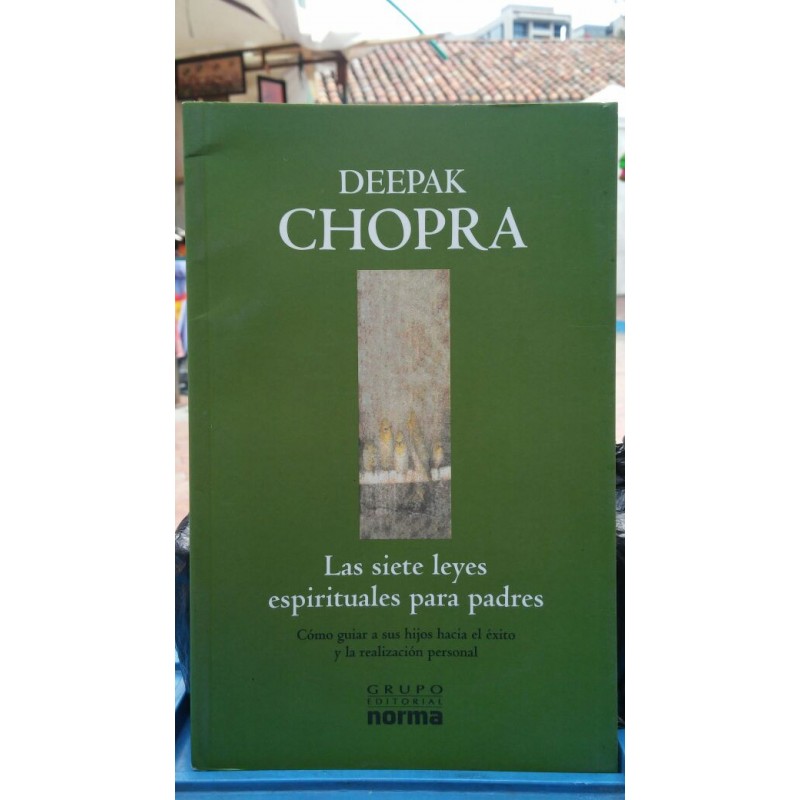 DEEPAK
CHOPRA
Las siete leyes
espirituales para padres
Cómo guiar a sus hijos hacia el éxito
y la realización personal
GRUPO
EDITORIAL
norma